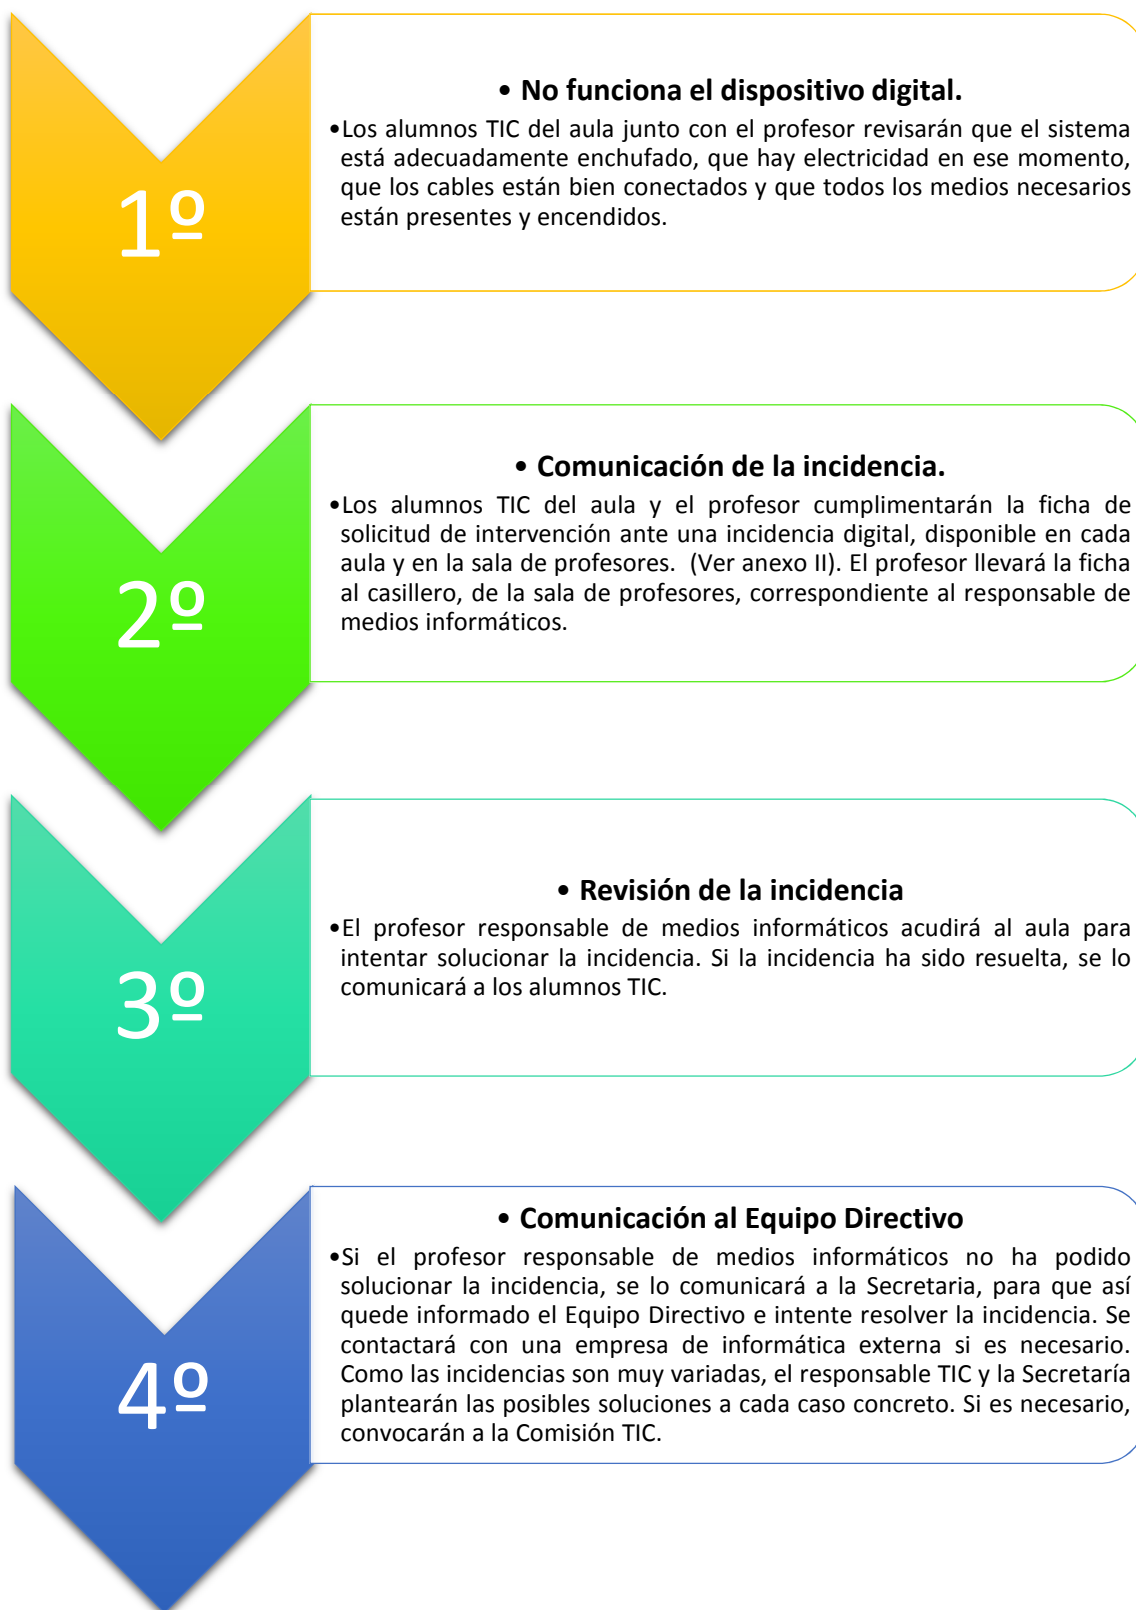 1º
• No funciona el dispositivo digital.
•Los alumnos TIC del aula junto con el profesor revisarán que el sistema
está adecuadamente enchufado, que hay electricidad en ese momento,
que los cables están bien conectados y que todos los medios necesarios
están presentes y encendidos.
2º
• Comunicación de la incidencia.
•Los alumnos TIC del aula y el profesor cumplimentarán la ficha de
solicitud de intervención ante una incidencia digital, disponible en cada
aula y en la sala de profesores. (Ver anexo II). El profesor llevará la ficha
al casillero, de la sala de profesores, correspondiente al responsable de
medios informáticos.
3º
• Revisión de la incidencia
•El profesor responsable de medios informáticos acudirá al aula para
intentar solucionar la incidencia. Si la incidencia ha sido resuelta, se lo
comunicará a los alumnos TIC.
4º
• Comunicación al Equipo Directivo
•Si el profesor responsable de medios informáticos no ha podido
solucionar la incidencia, se lo comunicará a la Secretaria, para que así
quede informado el Equipo Directivo e intente resolver la incidencia. Se
contactará con una empresa de informática externa si es necesario.
Como las incidencias son muy variadas, el responsable TIC y la Secretaría
plantearán las posibles soluciones a cada caso concreto. Si es necesario,
convocarán a la Comisión TIC.